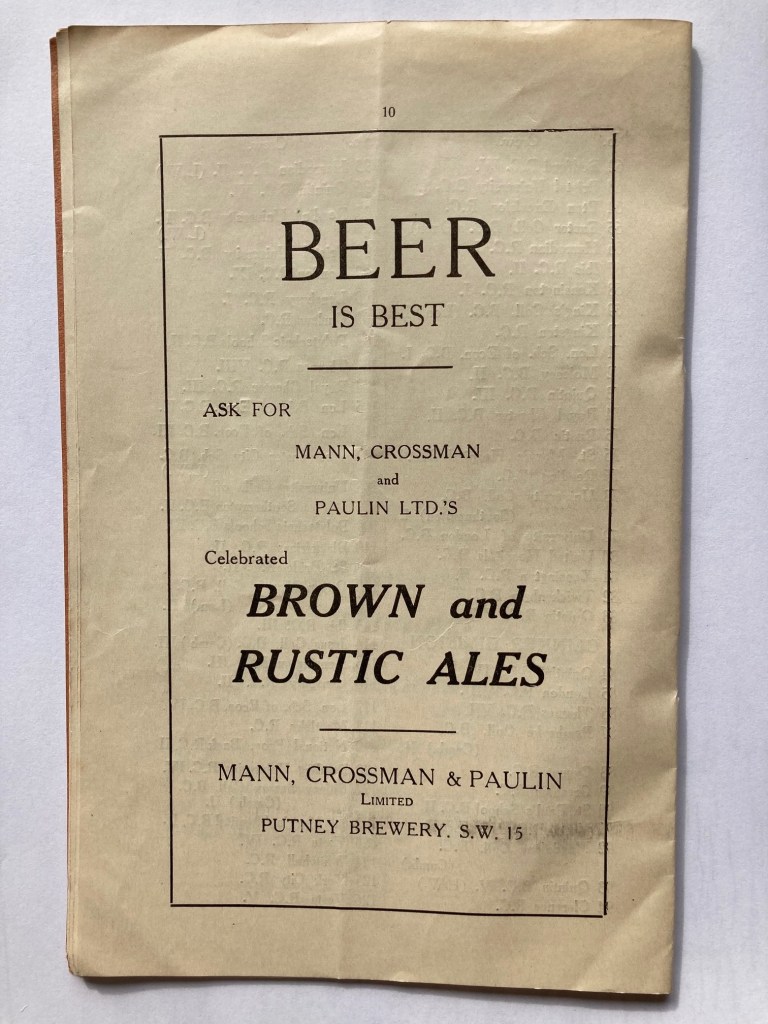 10
BEER
IS BEST
ASK FOR
MANN, CROSSMAN
and
PAULIN LTD.'S
Celebrated
BROWN and
RUSTIC ALES
MANN, CROSSMAN & PAULIN
LIMITED
PUTNEY BREWERY. S.W. 15